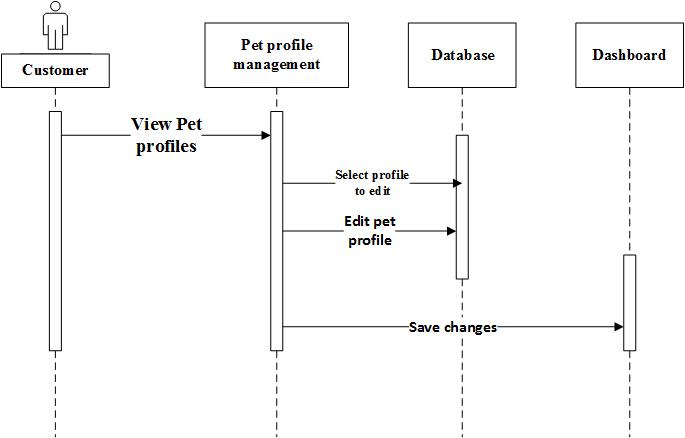 Customer
Pet profile
management
Database
Dashboard
View Pet
profiles
Select profile
to edit
Edit pet
profile
Save changes